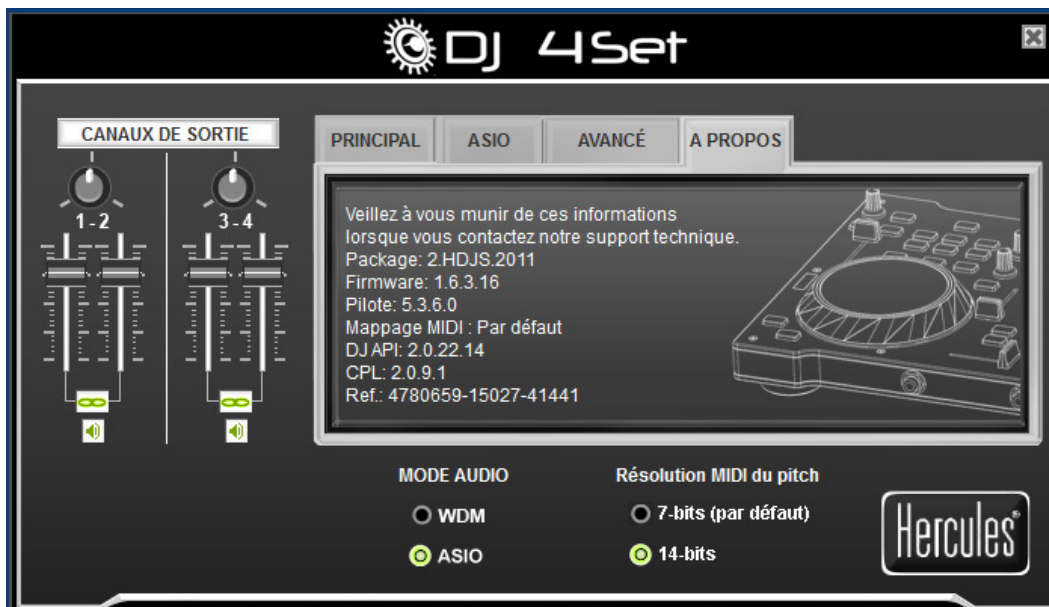 DJ 4Set
CANAUX DE SORTIE
1 - 2
3 - 4
PRINCIPAL
ASIO
AVANCÉ
A PROPOS
Veillez à vous munir de ces informations
lorsque vous contactez notre support technique.
Package: 2.HDJS.2011
Firmware: 1.6.3.16
Pilote: 5.3.6.0
Mappage MIDI : Par défaut
DJ API: 2.0.22.14
CPL: 2.0.9.1
Ref.: 4780659-15027-41441
MODE AUDIO
WDM
ASIO
Résolution MIDI du pitch
7-bits (par défaut)
14-bits
Hercules